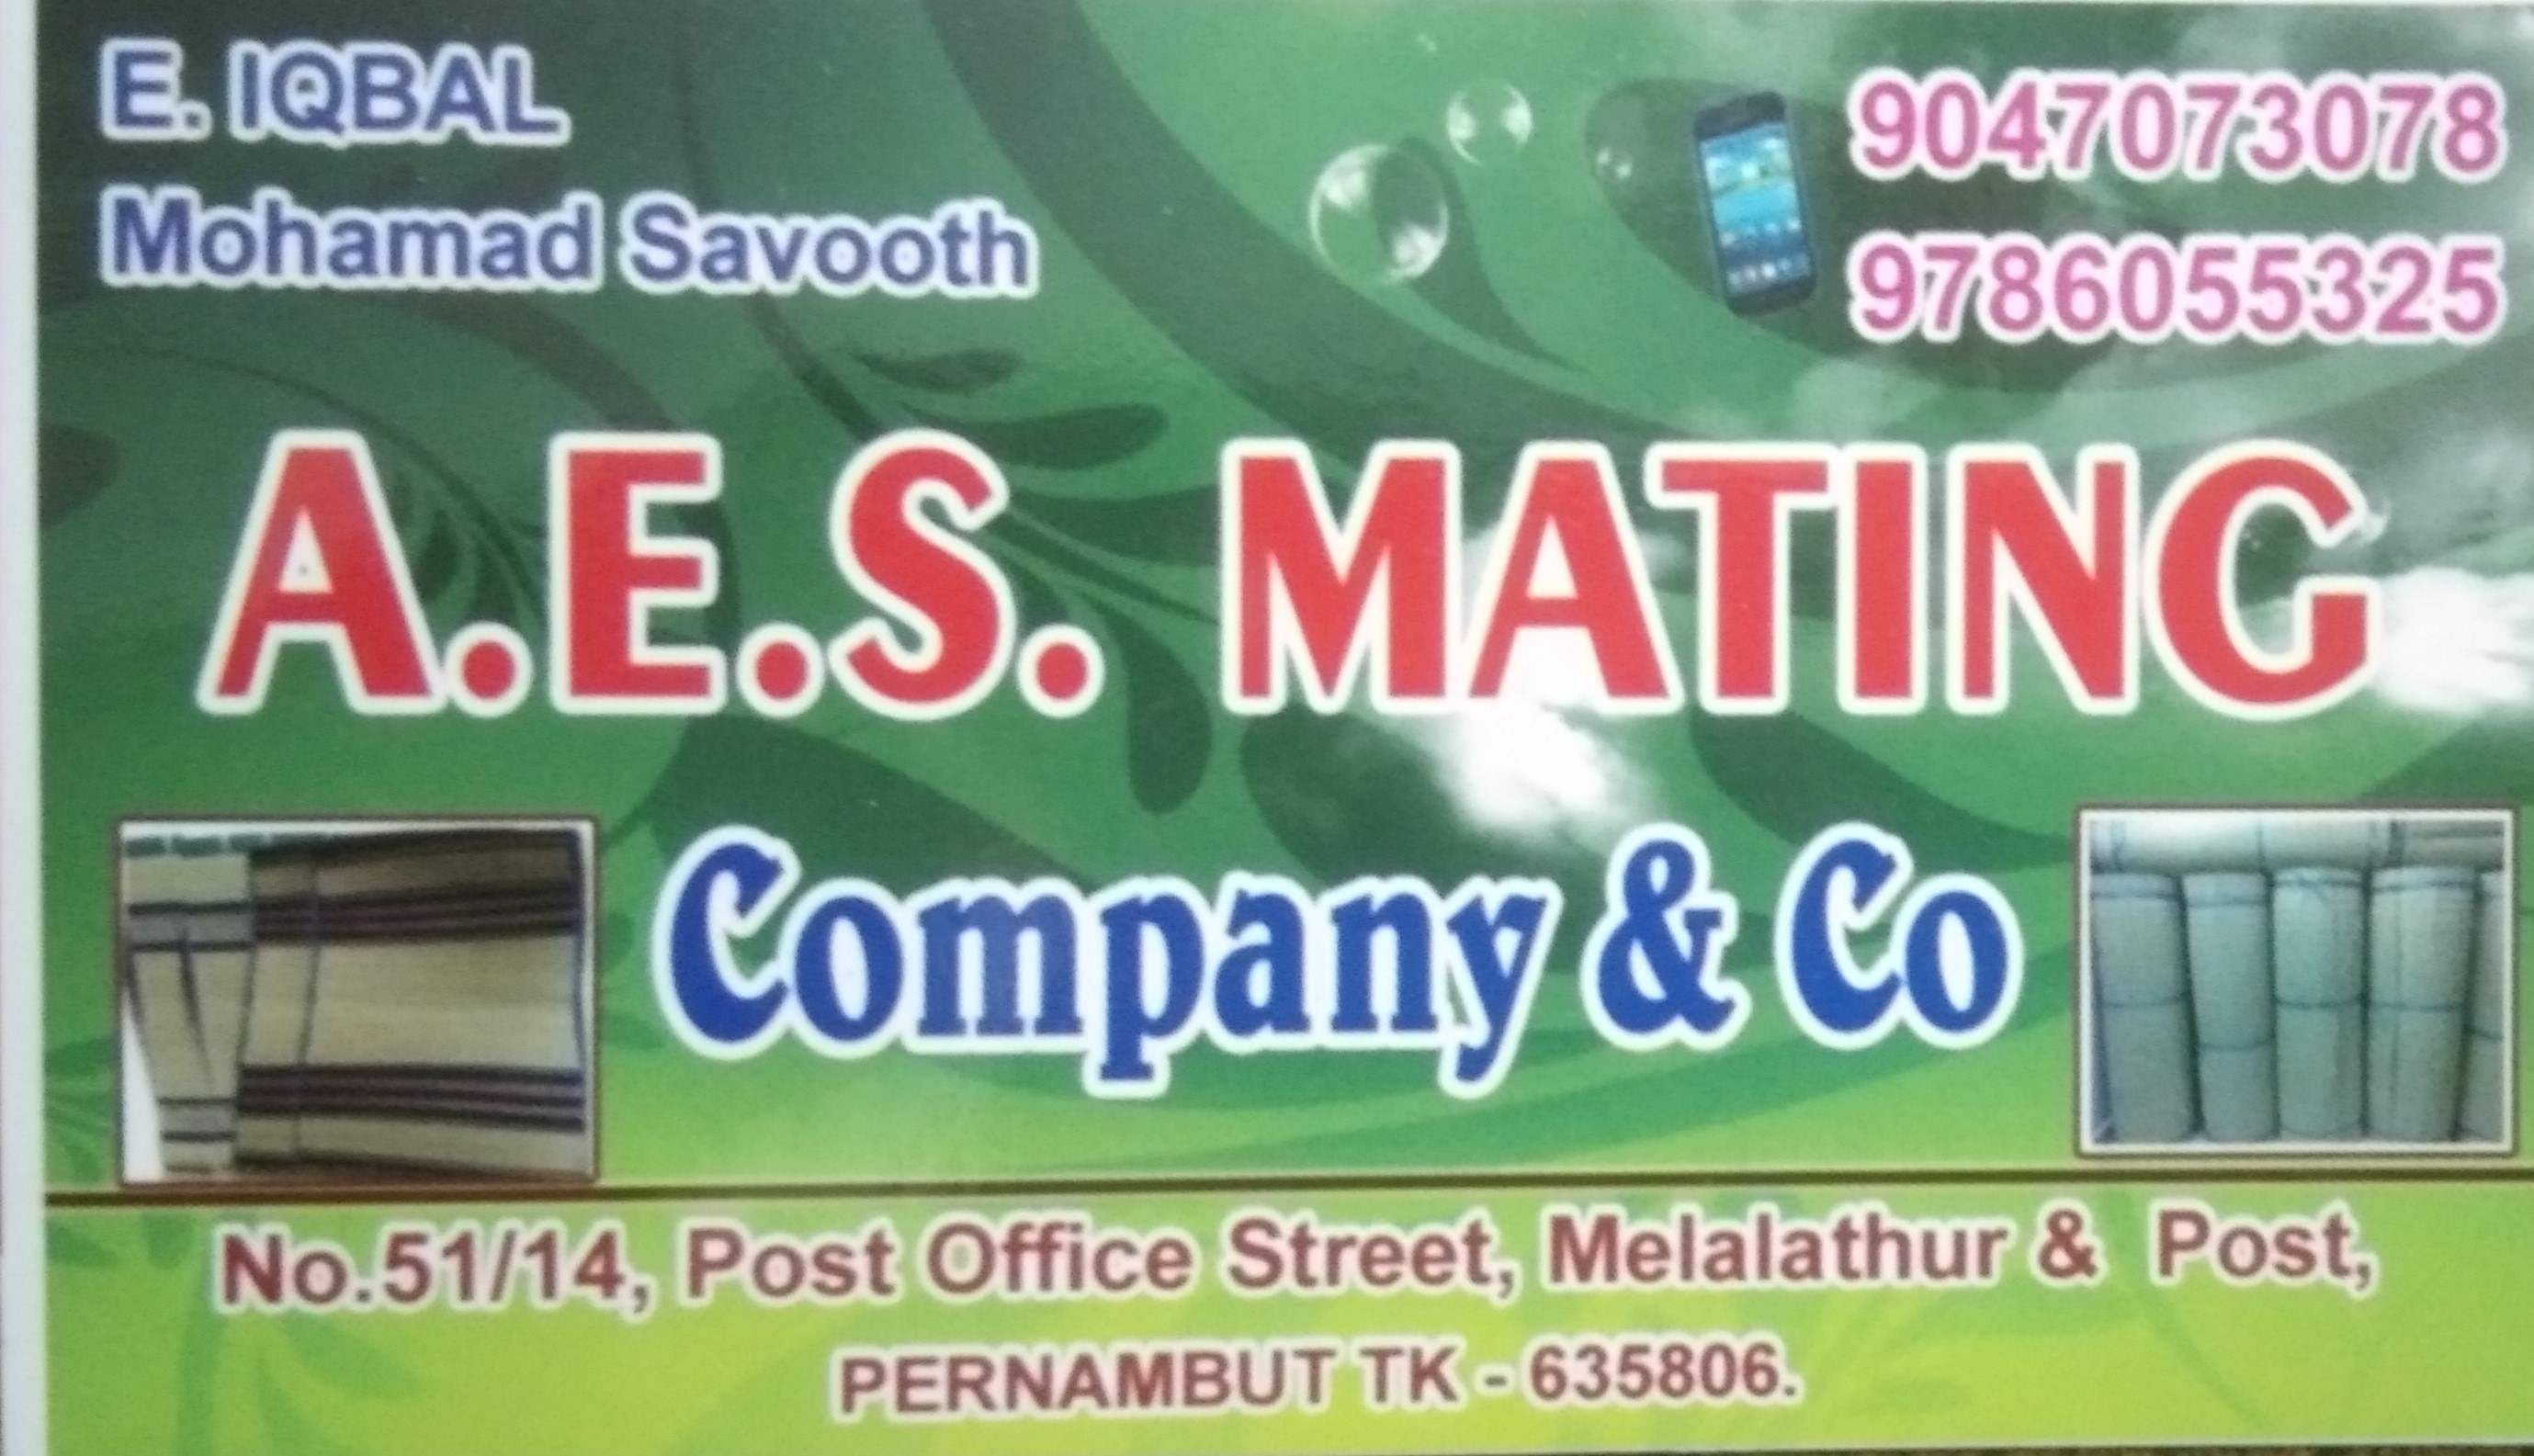 E. IQBAL
Mohamad Savooth
9047073078
9786055325
A.E.S. MATING
Company & Co
No.51/14, Post Office Street, Melalathur & Post,
PERNAMBUT TK - 635806.